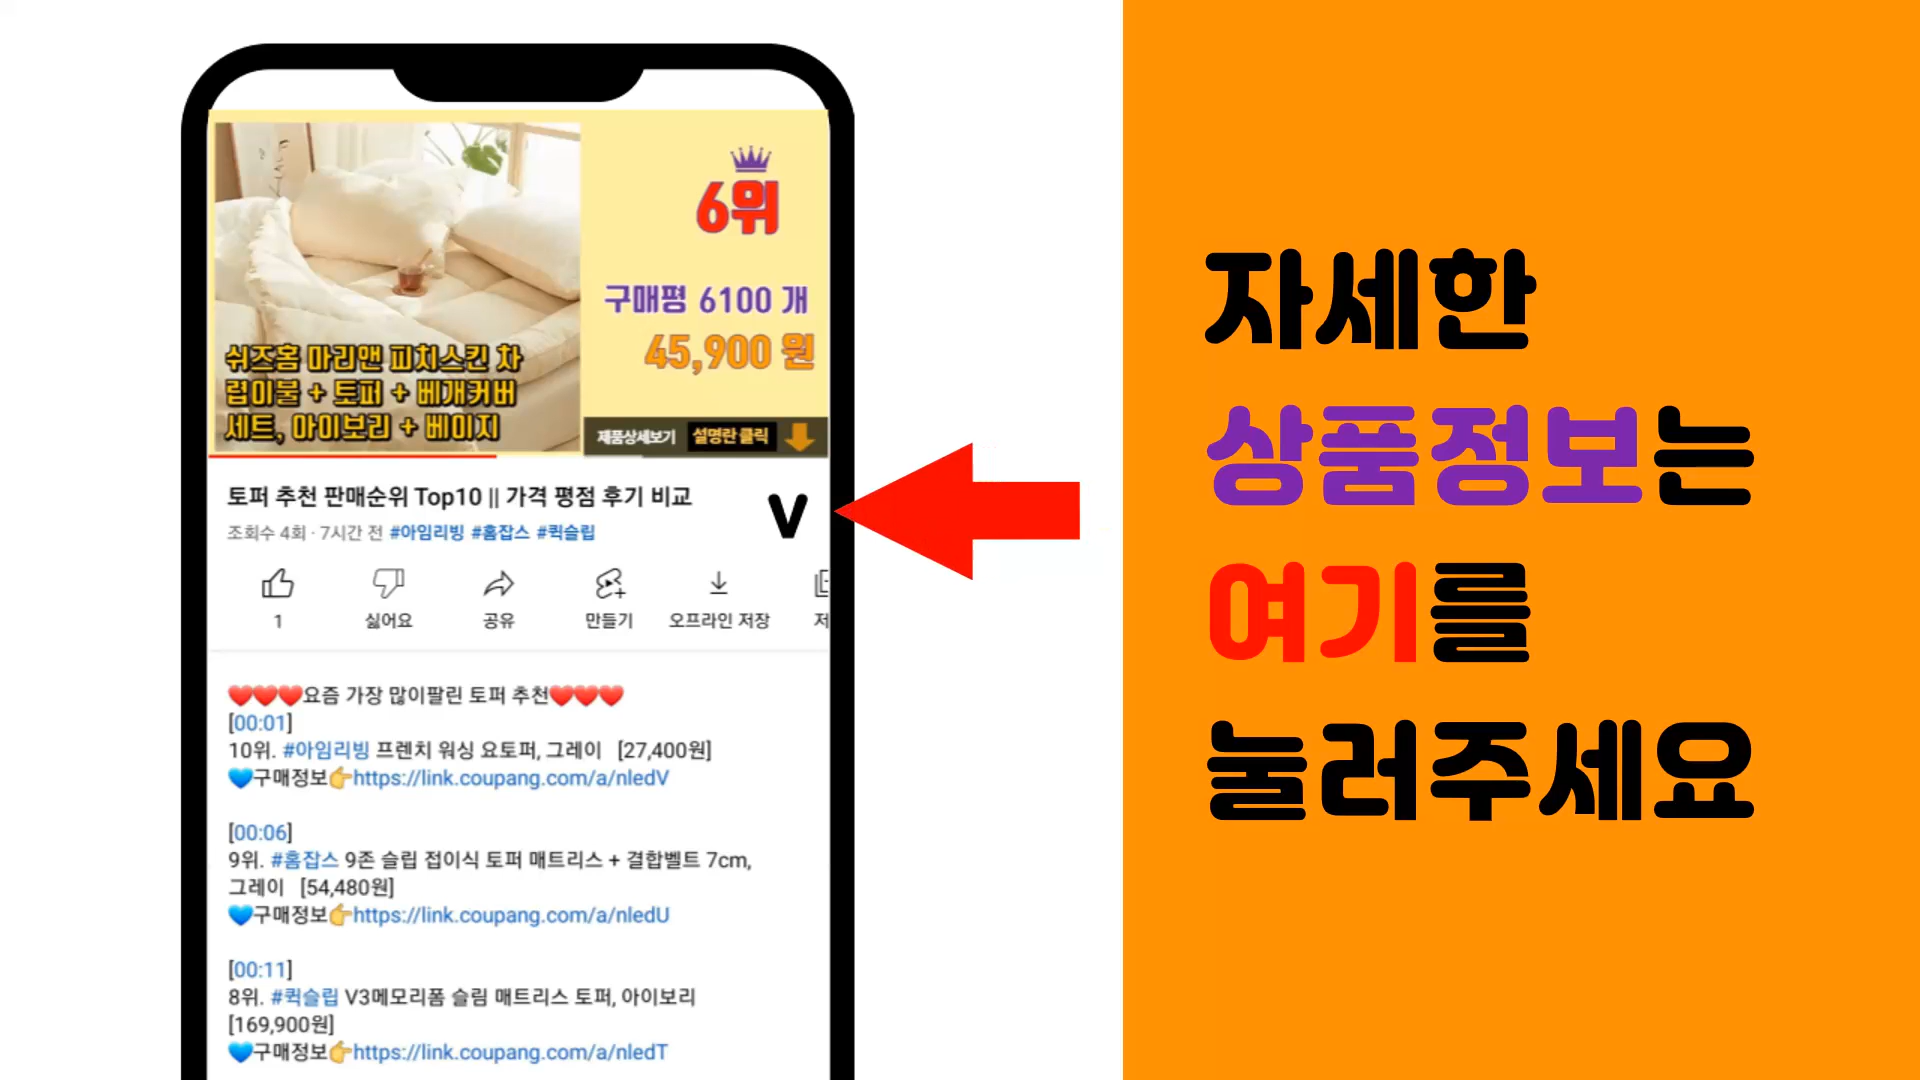 6위
구매평 6100 개
45,900 원
쉬즈홈 마리앤 피치스킨 차
렵이불 + 토퍼 + 베개커버
세트, 아이보리 + 베이지
제품상세보기 설명란 클릭
토퍼 추천 판매순위 Top10 || 가격 평점 후기 비교
V
조회수 4회 · 7시간 전 #아임리빙 #홈잡스 #퀵슬립
1 싫어요 공유 만들기 오프라인 저장 저
❤️❤️❤️요즘 가장 많이팔린 토퍼 추천❤️❤️❤️
[00:01]
10위. #아임리빙 프렌치 워싱 요토퍼, 그레이 [27,400원]
💙구매정보👉https://link.coupang.com/a/nledV
[00:06]
9위. #홈잡스 9존 슬립 접이식 토퍼 매트리스 + 결합벨트 7cm,
그레이 [54,480원]
💙구매정보👉https://link.coupang.com/a/nledU
[00:11]
8위. #퀵슬립 V3메모리폼 슬림 매트리스 토퍼, 아이보리
[169,900원]
💙구매정보👉https://link.coupang.com/a/nledT
자세한
상품정보는
여기를
눌러주세요